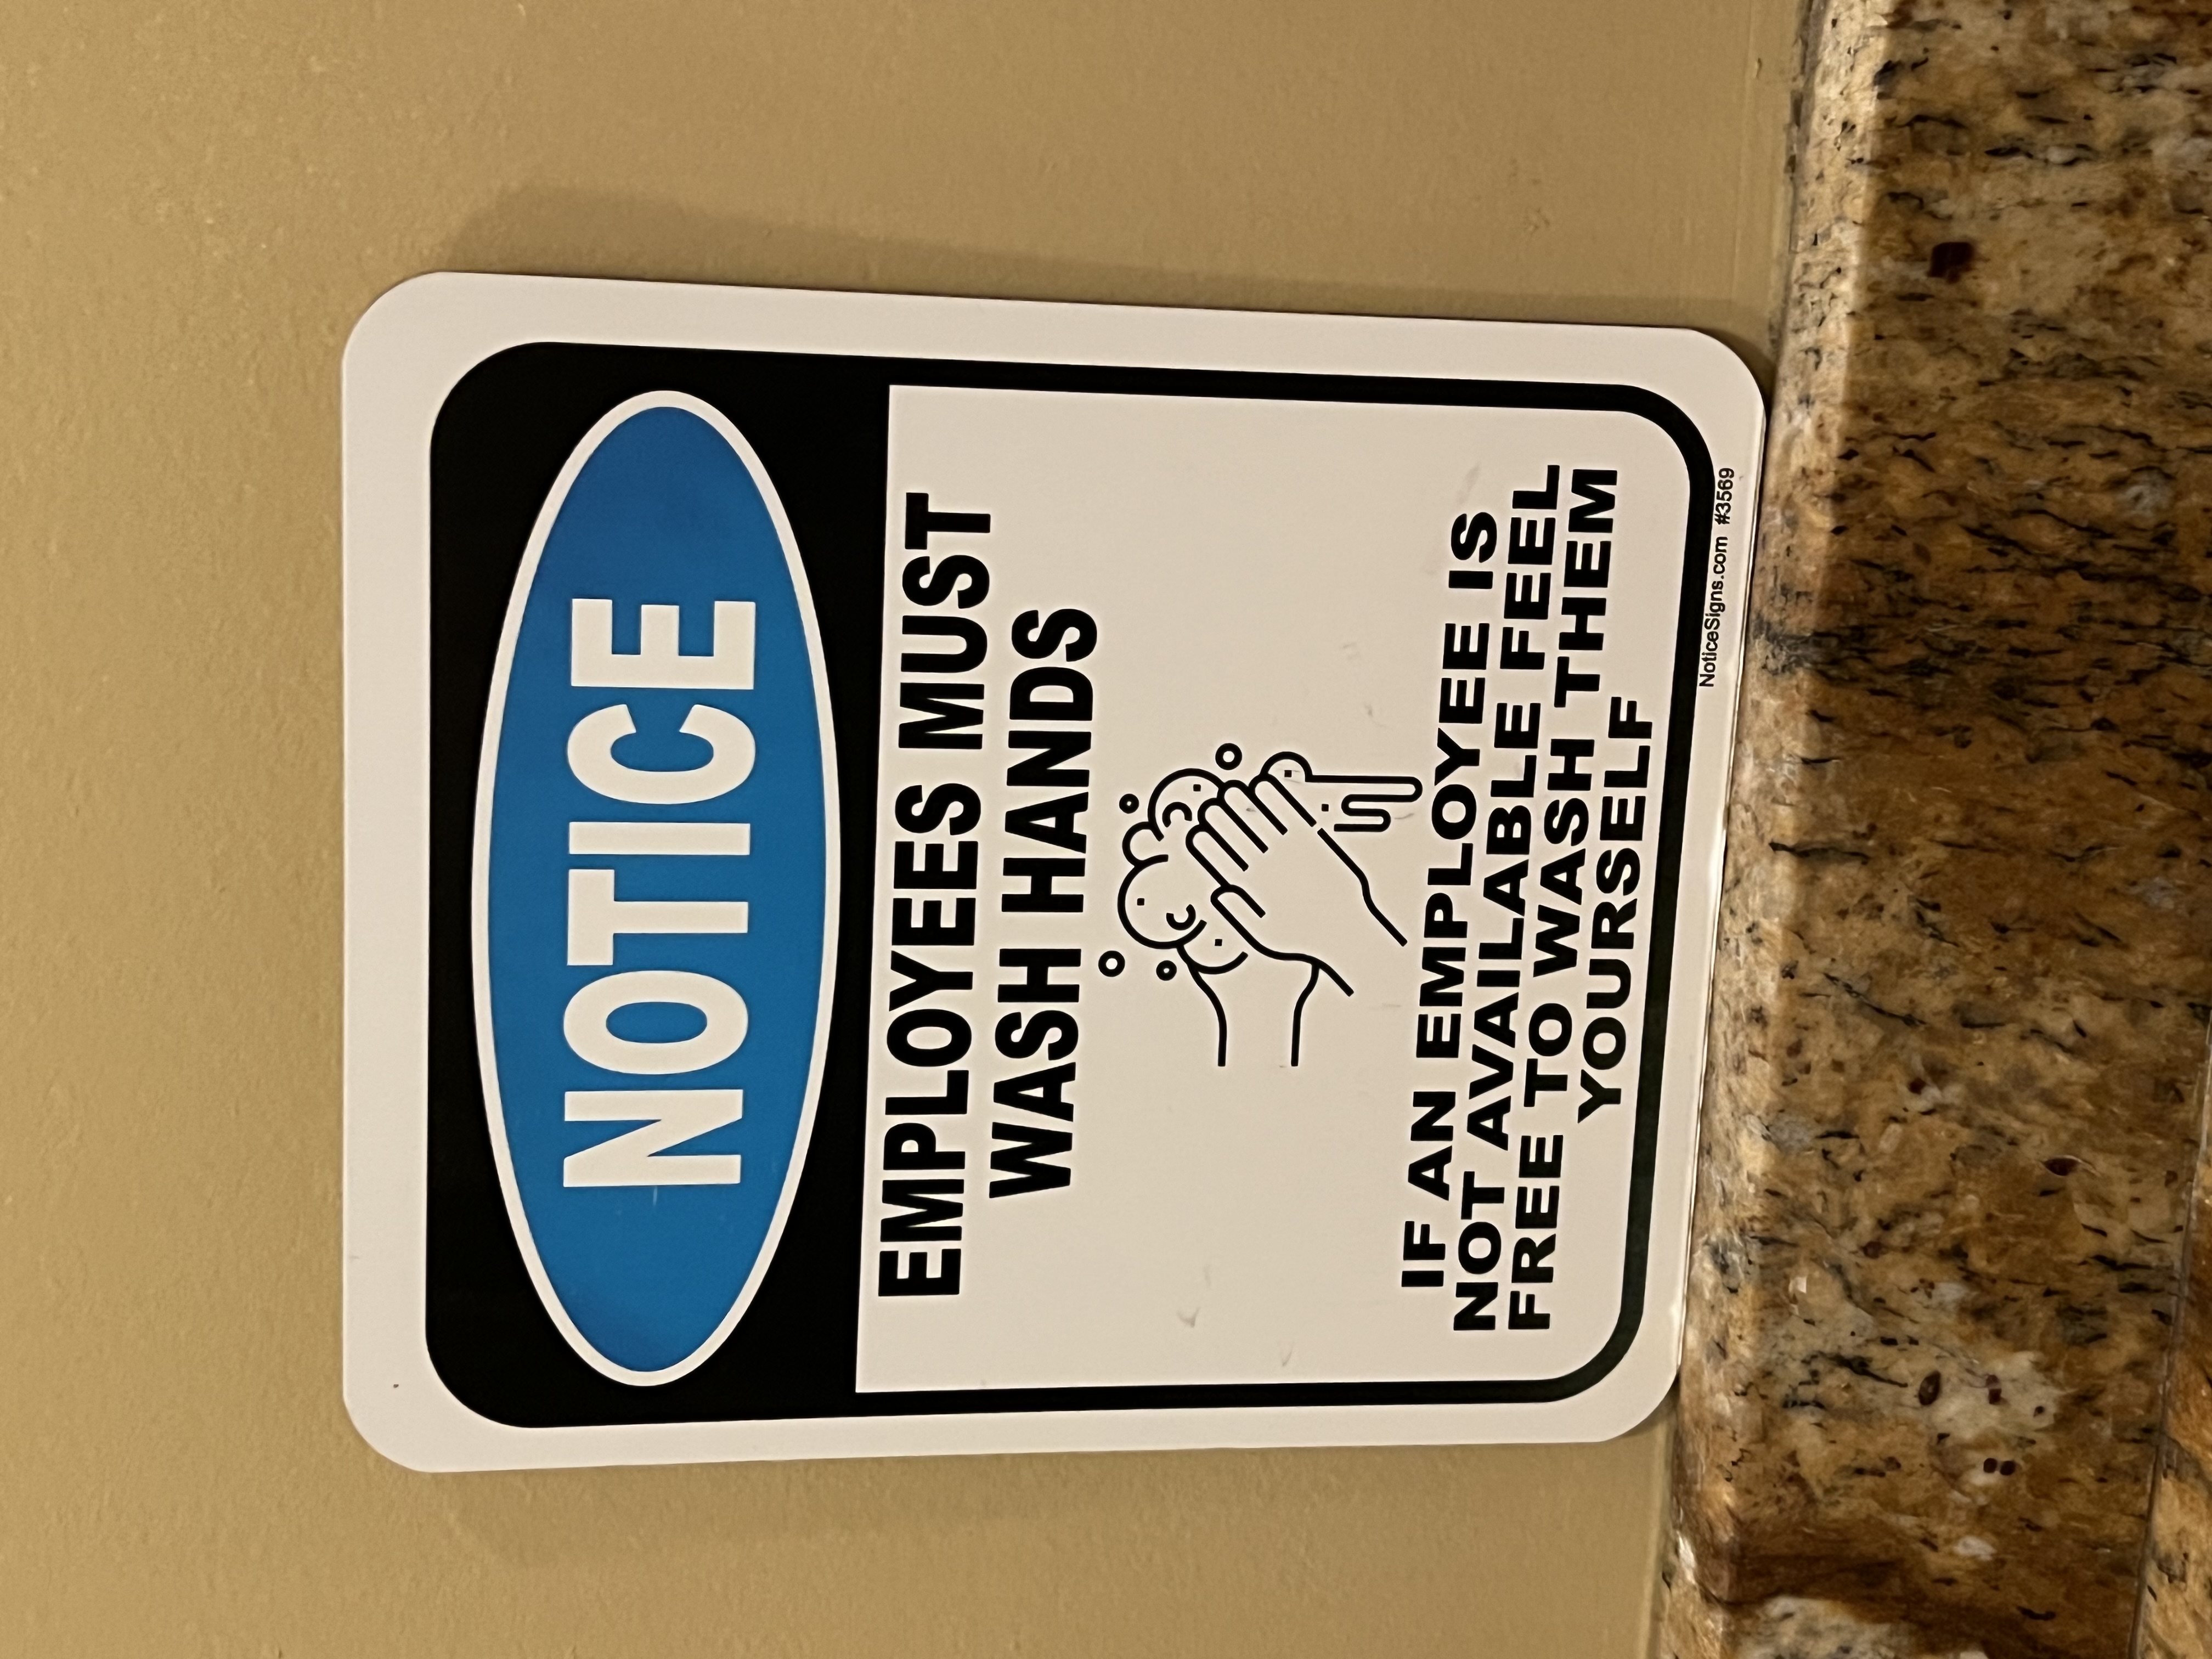 NOTICE
EMPLOYEES MUST
WASH HANDS
IF AN EMPLOYEE IS
NOT AVAILABLE FEEL
FREE TO WASH THEM
YOURSELF
NoticeSigns.com #3569